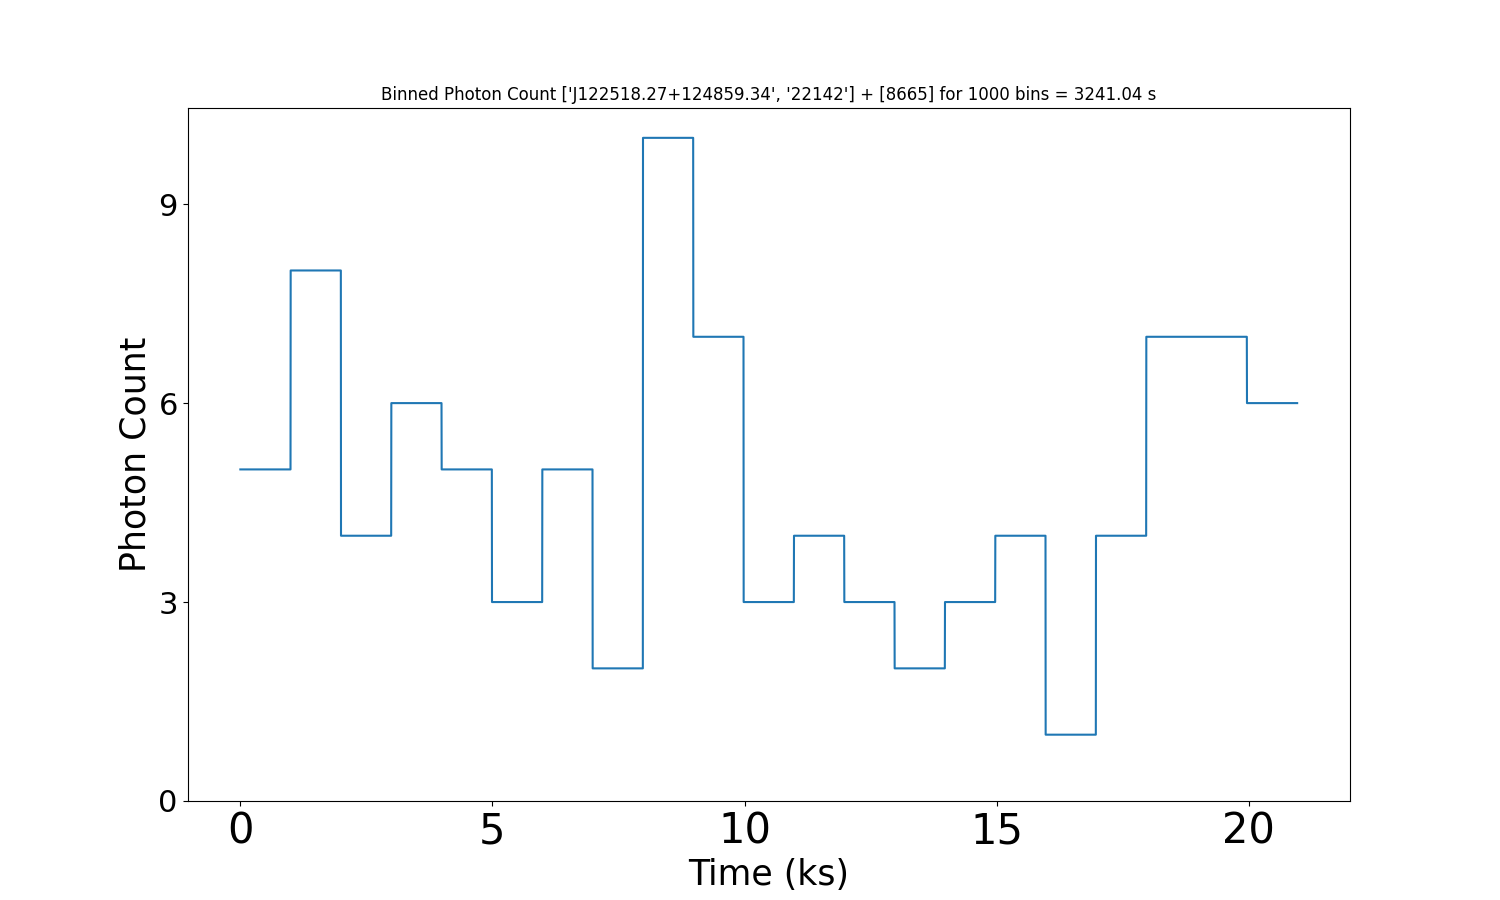 Binned Photon Count ['J122518.27+124859.34', '22142'] + [8665] for 1000 bins = 3241.04 s
Photon Count
9
6
3
0
0 5 10 15 20
Time (ks)